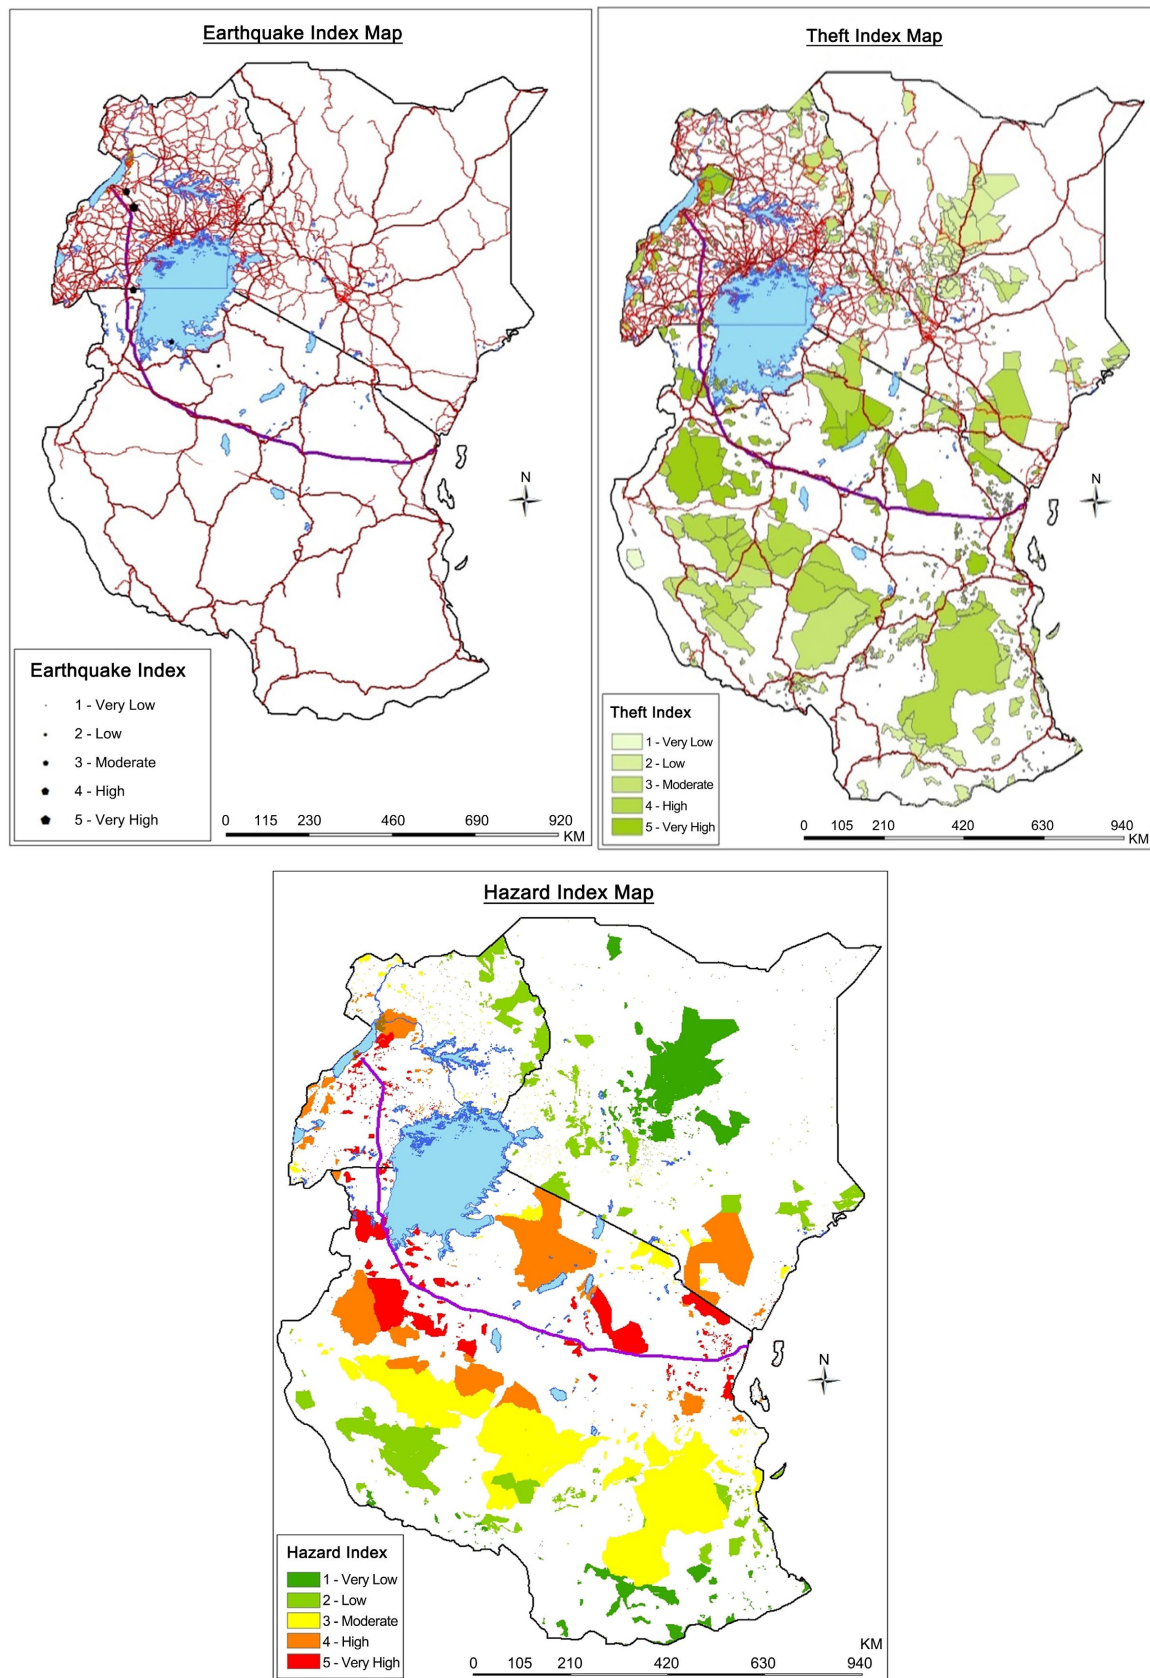 Earthquake Index Map
N
Earthquake Index
1 - Very Low
2 - Low
3 - Moderate
4 - High
5 - Very High
0 115 230 460 690 920
KM
Theft Index Map
N
Theft Index
1 - Very Low
2 - Low
3 - Moderate
4 - High
5 - Very High
0 105 210 420 630 940
KM
Hazard Index Map
N
Hazard Index
1 - Very Low
2 - Low
3 - Moderate
4 - High
5 - Very High
KM
0 105 210 420 630 940